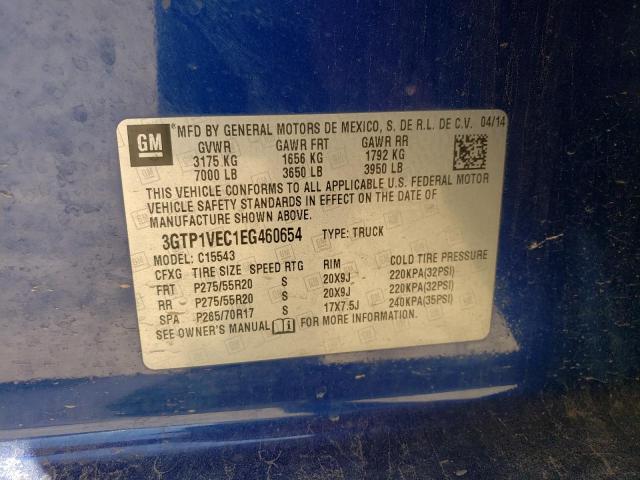 GM ® MFD BY GENERAL MOTORS DE MEXICO, S. DE R.L. DE C.V. 04/14
GVWR GAWR FRT GAWR RR
3175 KG 1656 KG 1792 KG
7000 LB 3650 LB 3950 LB
THIS VEHICLE CONFORMS TO ALL APPLICABLE U.S. FEDERAL MOTOR
VEHICLE SAFETY STANDARDS IN EFFECT ON THE DATE OF
MANUFACTURE SHOWN ABOVE.
3GTP1VEC1EG460654 TYPE: TRUCK
MODEL: C15543
CFXG TIRE SIZE SPEED RTG RIM COLD TIRE PRESSURE
FRT P275/55R20 S 20X9J 220KPA(32PSI)
RR P275/55R20 S 20X9J 220KPA(32PSI)
SPA P265/70R17 S 17X7.5J 240KPA(35PSI)
SEE OWNER'S MANUAL FOR MORE INFORMATION.